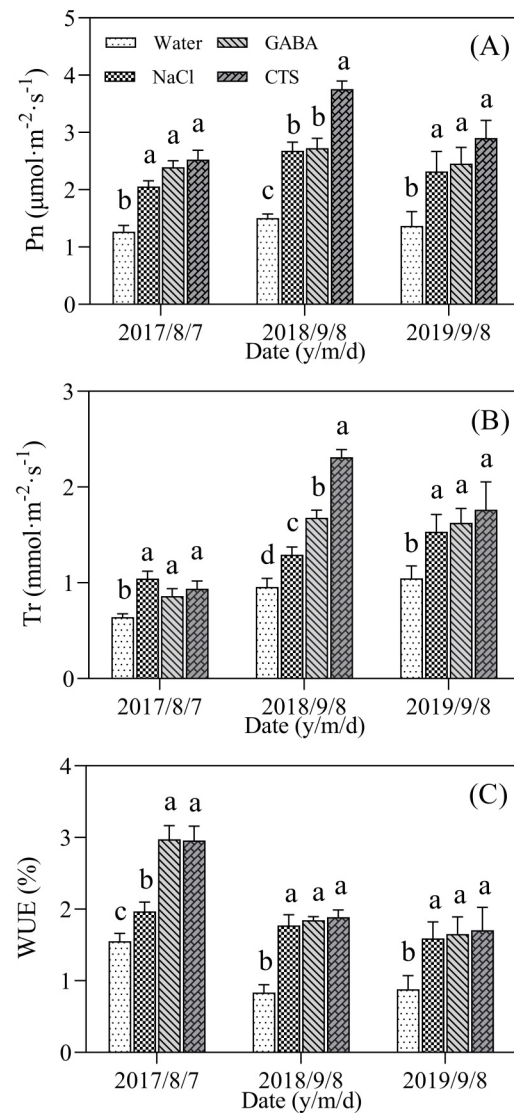 (A)
Water GABA
NaCl CTS
5
4
3
2
1
0
Pn (μmol·m⁻²·s⁻¹)
b a a a
c b b a
b a a a
2017/8/7 2018/9/8 2019/9/8
Date (y/m/d)
(B)
3
2
1
0
Tr (mmol·m⁻²·s⁻¹)
b a a a
d c b a
b a a a
2017/8/7 2018/9/8 2019/9/8
Date (y/m/d)
(C)
4
3
2
1
0
WUE (%)
c b a a
b a a a
b a a a
2017/8/7 2018/9/8 2019/9/8
Date (y/m/d)